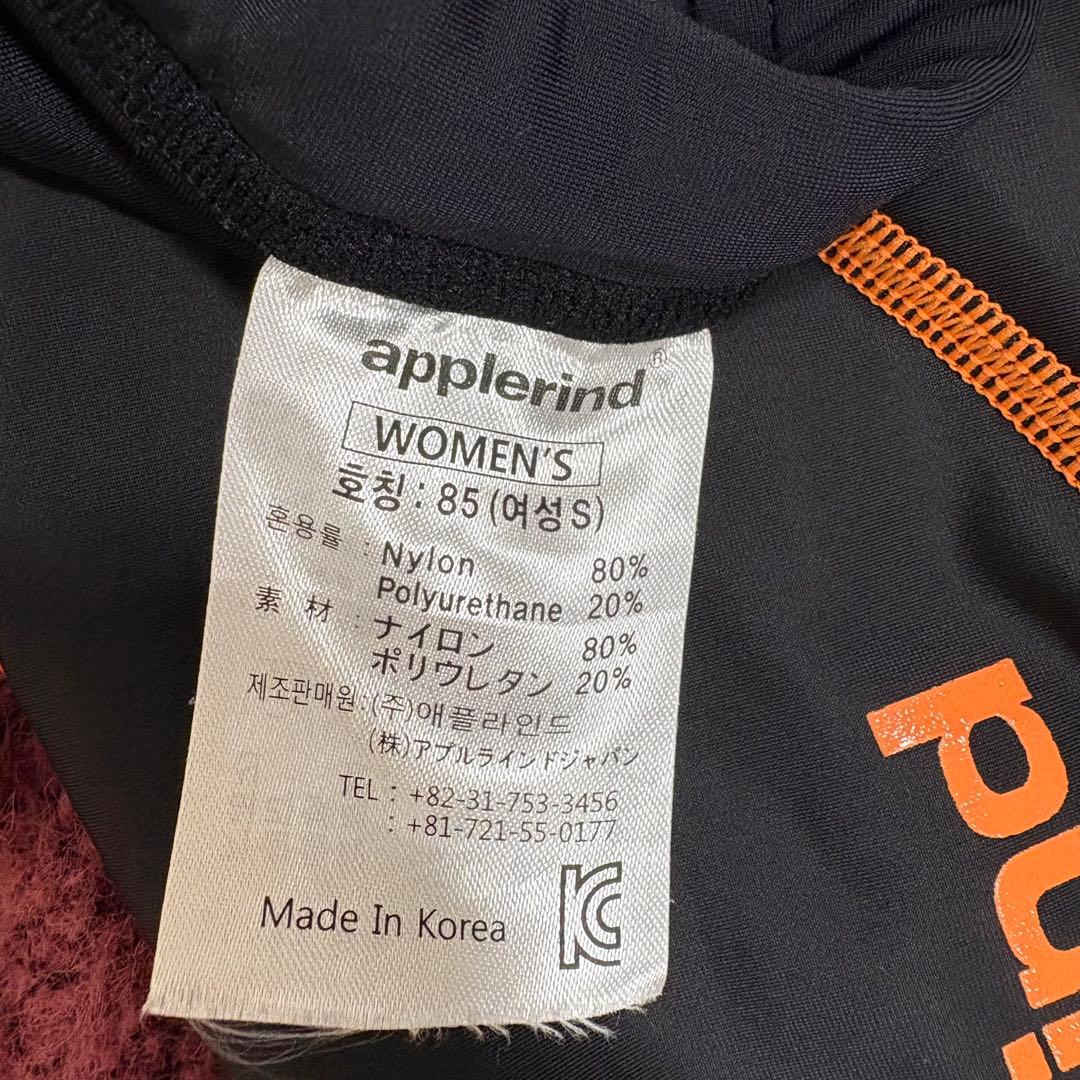 applerind®
WOMEN'S
호칭 : 85 (여성 S)
혼용률 : Nylon 80%
Polyurethane 20%
素 材 : ナイロン 80%
ポリウレタン 20%
제조판매원 : (주)애플라인드
(株)アプルラインドジャパン
TEL : +82-31-753-3456
: +81-721-55-0177
Made In Korea
KC